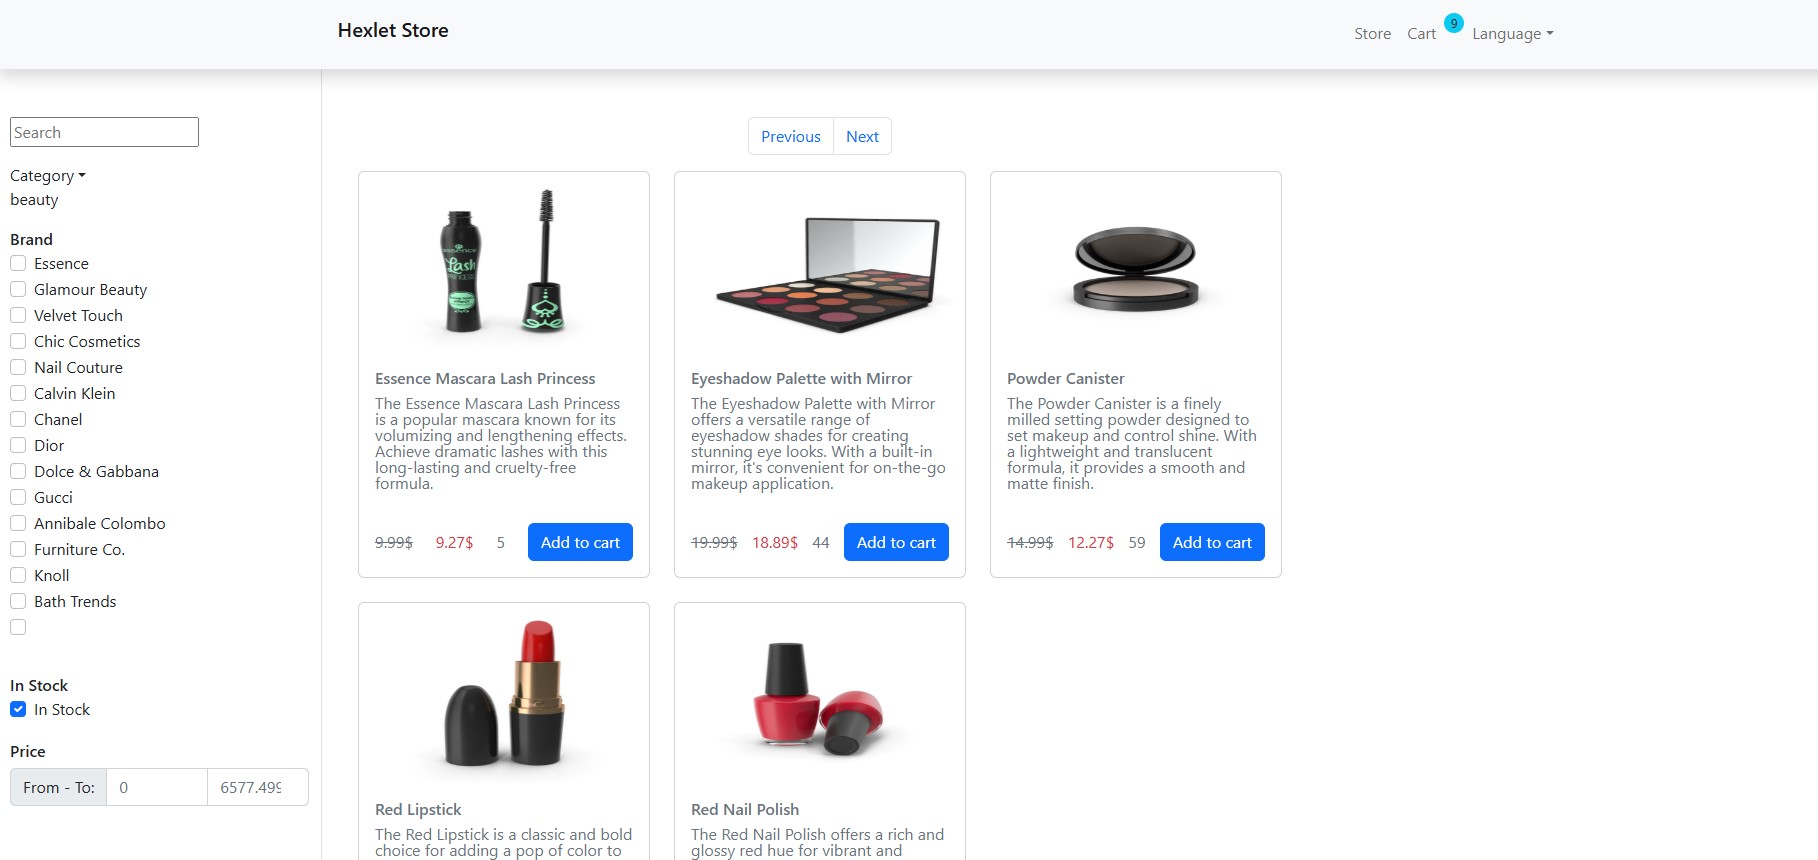 Hexlet Store
Store
Cart
9
Language
Search
Category
beauty
Brand
Essence
Glamour Beauty
Velvet Touch
Chic Cosmetics
Nail Couture
Calvin Klein
Chanel
Dior
Dolce & Gabbana
Gucci
Annibale Colombo
Furniture Co.
Knoll
Bath Trends
In Stock
In Stock
Price
From - To:
0
6577.499
Previous
Next
essence
Lash
PRINCESS
Essence Mascara Lash Princess
The Essence Mascara Lash Princess
is a popular mascara known for its
volumizing and lengthening effects.
Achieve dramatic lashes with this
long-lasting and cruelty-free
formula.
9.99$ 9.27$ 5 Add to cart
Eyeshadow Palette with Mirror
The Eyeshadow Palette with Mirror
offers a versatile range of
eyeshadow shades for creating
stunning eye looks. With a built-in
mirror, it's convenient for on-the-go
makeup application.
19.99$ 18.89$ 44 Add to cart
Powder Canister
The Powder Canister is a finely
milled setting powder designed to
set makeup and control shine. With
a lightweight and translucent
formula, it provides a smooth and
matte finish.
14.99$ 12.27$ 59 Add to cart
Red Lipstick
The Red Lipstick is a classic and bold
choice for adding a pop of color to
Red Nail Polish
The Red Nail Polish offers a rich and
glossy red hue for vibrant and